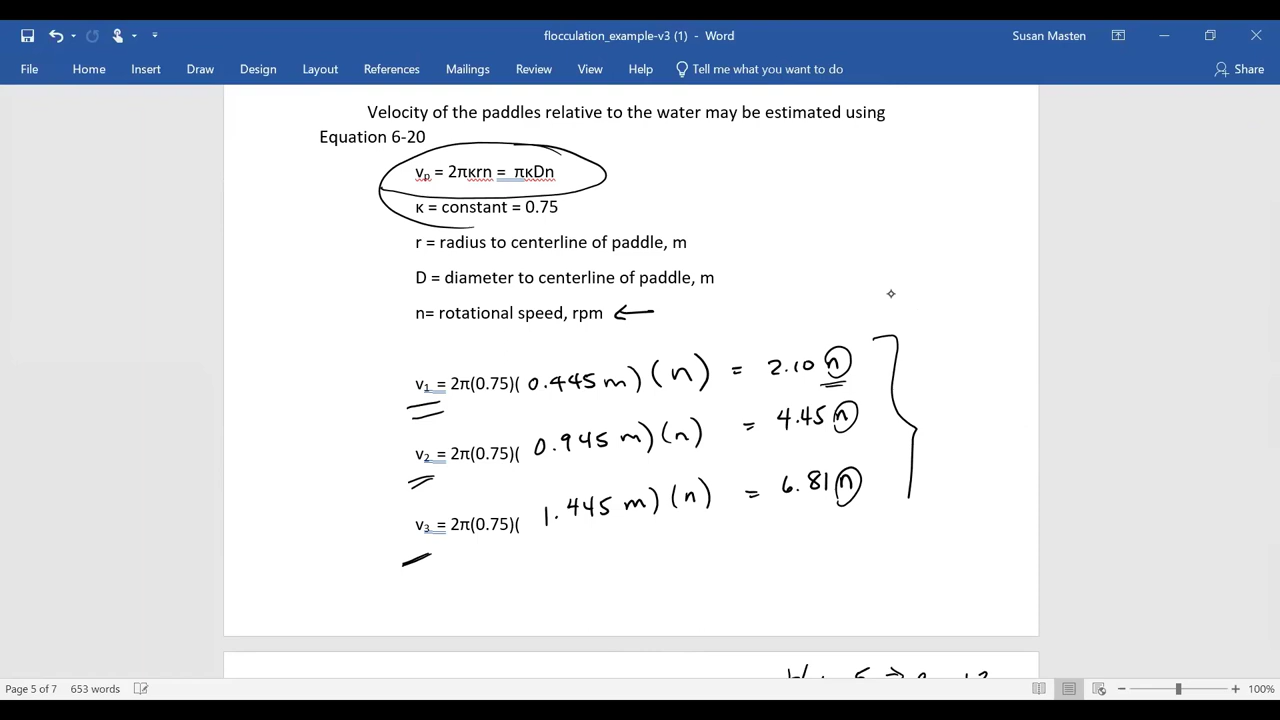 flocculation_example-v3 (1) - Word
Susan Masten
File Home Insert Draw Design Layout References Mailings Review View Help Tell me what you want to do Share
Velocity of the paddles relative to the water may be estimated using
Equation 6-20
vp = 2πκrn = πκDn
κ = constant = 0.75
r = radius to centerline of paddle, m
D = diameter to centerline of paddle, m
n= rotational speed, rpm ←
v1 = 2π(0.75)( 0.445 m) (n) = 2.10 n
v2 = 2π(0.75)( 0.945 m) (n) = 4.45 n
v3 = 2π(0.75)( 1.445 m) (n) = 6.81 n
Page 5 of 7 653 words 100%